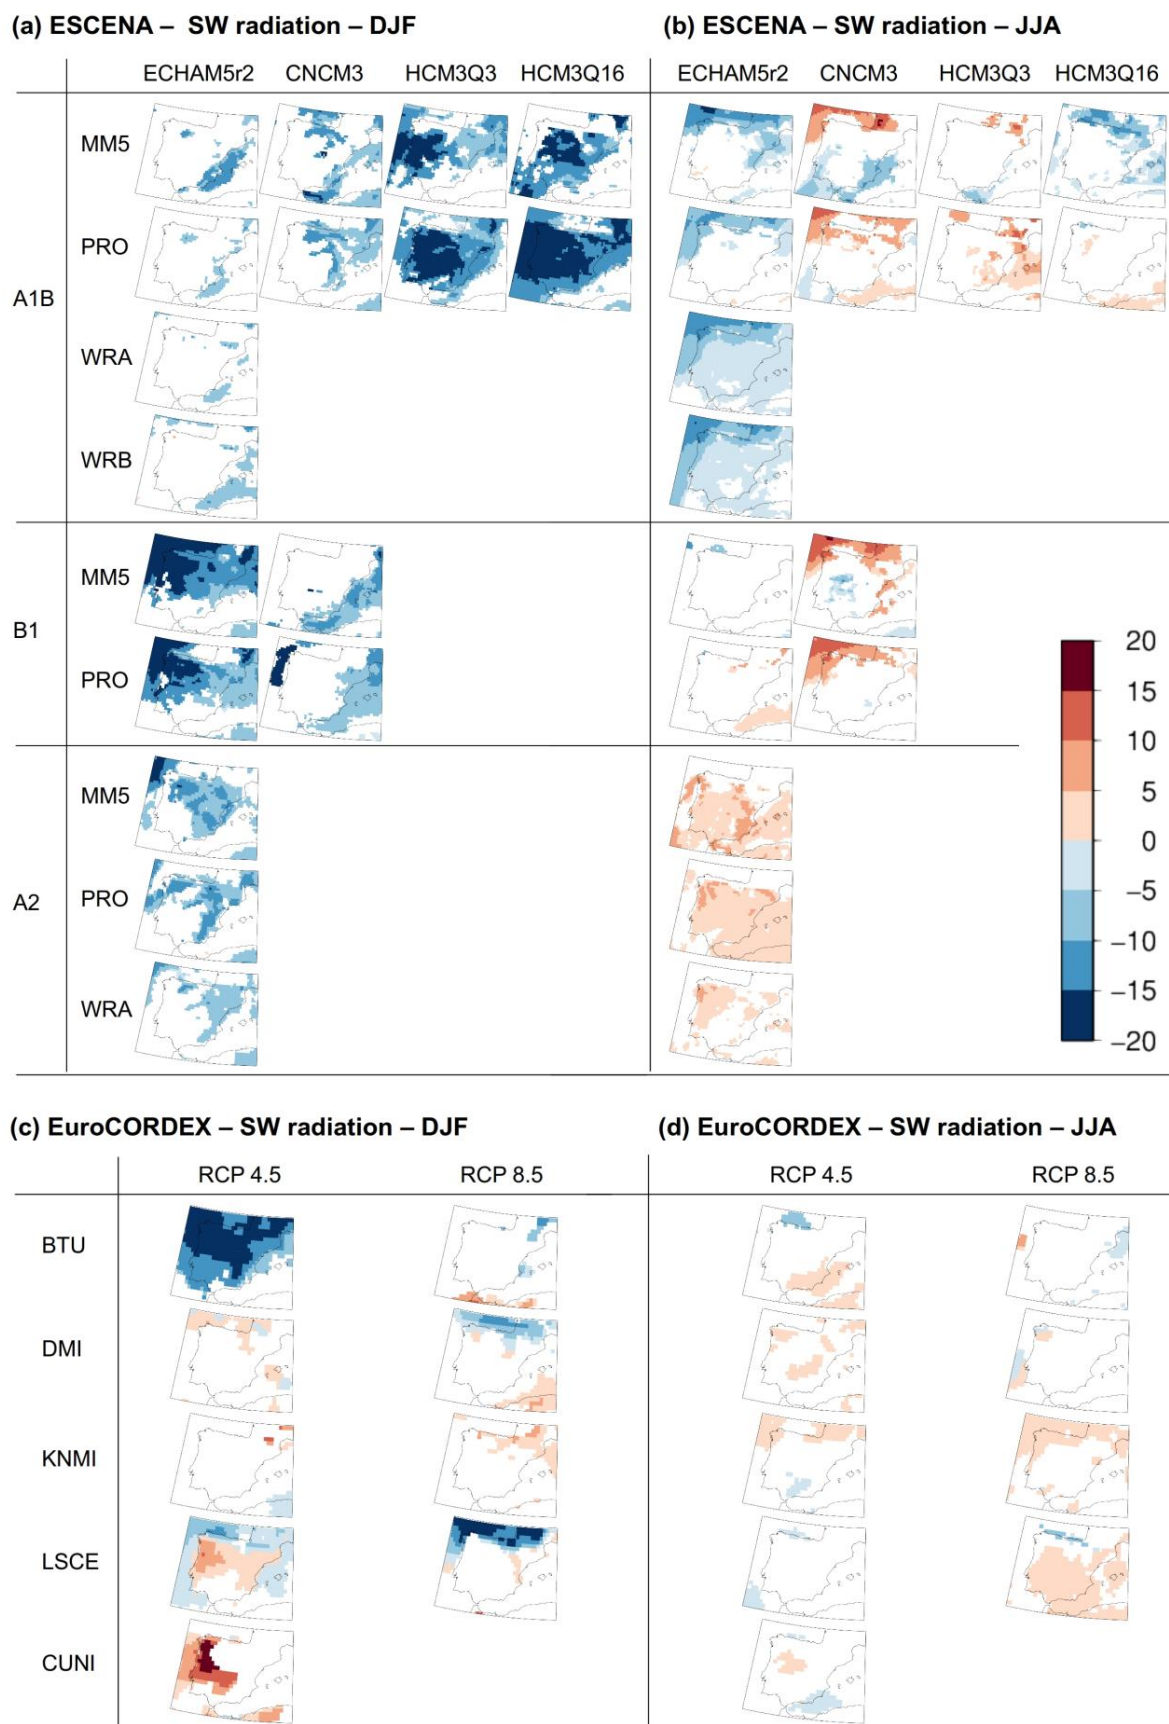 (a) ESCENA – SW radiation – DJF
(b) ESCENA – SW radiation – JJA
ECHAM5r2 CNCM3 HCM3Q3 HCM3Q16
ECHAM5r2 CNCM3 HCM3Q3 HCM3Q16
MM5
PRO
A1B
WRA
WRB
MM5
B1
PRO
MM5
A2
PRO
WRA
20
15
10
5
0
−5
−10
−15
−20
(c) EuroCORDEX – SW radiation – DJF
(d) EuroCORDEX – SW radiation – JJA
RCP 4.5 RCP 8.5
RCP 4.5 RCP 8.5
BTU
DMI
KNMI
LSCE
CUNI